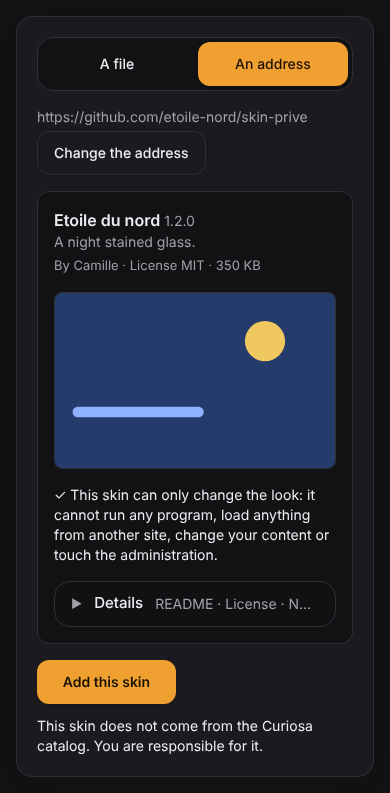 A file
An address
https://github.com/etoile-nord/skin-prive
Change the address
Etoile du nord 1.2.0
A night stained glass.
By Camille · License MIT · 350 KB
✓ This skin can only change the look: it
cannot run any program, load anything
from another site, change your content or
touch the administration.
▶ Details README · License · N...
Add this skin
This skin does not come from the Curiosa
catalog. You are responsible for it.